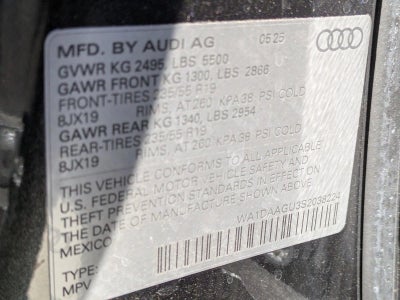 MFD. BY AUDI AG 05 25
GVWR KG 2495, LBS 5500
GAWR FRONT KG 1300, LBS 2866
FRONT-TIRES 235/55 R19
8JX19 RIMS, AT 260 KPA 38 PSI COLD
GAWR REAR KG 1340, LBS 2954
REAR-TIRES 235/55 R19
8JX19 RIMS, AT 260 KPA 38 PSI COLD
THIS VEHICLE CONFORMS TO ALL APPLICABLE
U.S. FEDERAL MOTOR VEHICLE SAFETY
STANDARDS IN EFFECT ON THE
DATE OF MANUFACTURE SHOWN ABOVE.
MEXICO WA1DAAGU3S2038224
TYPE:
MPV